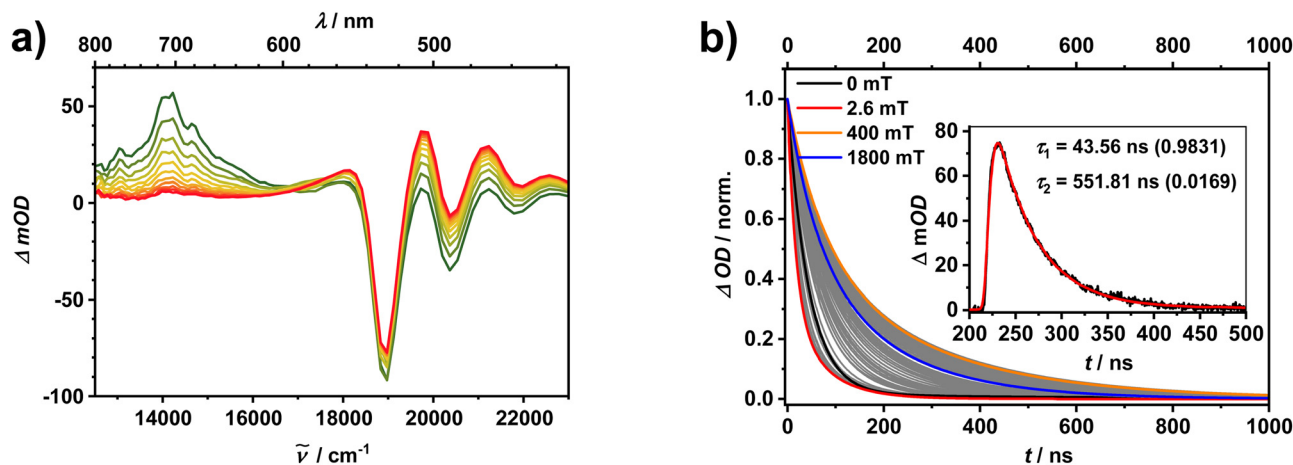 a)
λ / nm
800 700 600 500
50
0
-50
-100
Δ mOD
14000 16000 18000 20000 22000
ν̃ / cm⁻¹
b)
0 200 400 600 800 1000
1.0
0.8
0.6
0.4
0.2
0.0
Δ OD / norm.
0 mT
2.6 mT
400 mT
1800 mT
0 200 400 600 800 1000
t / ns
80
60
40
20
0
Δ mOD
τ₁ = 43.56 ns (0.9831)
τ₂ = 551.81 ns (0.0169)
200 250 300 350 400 450 500
t / ns